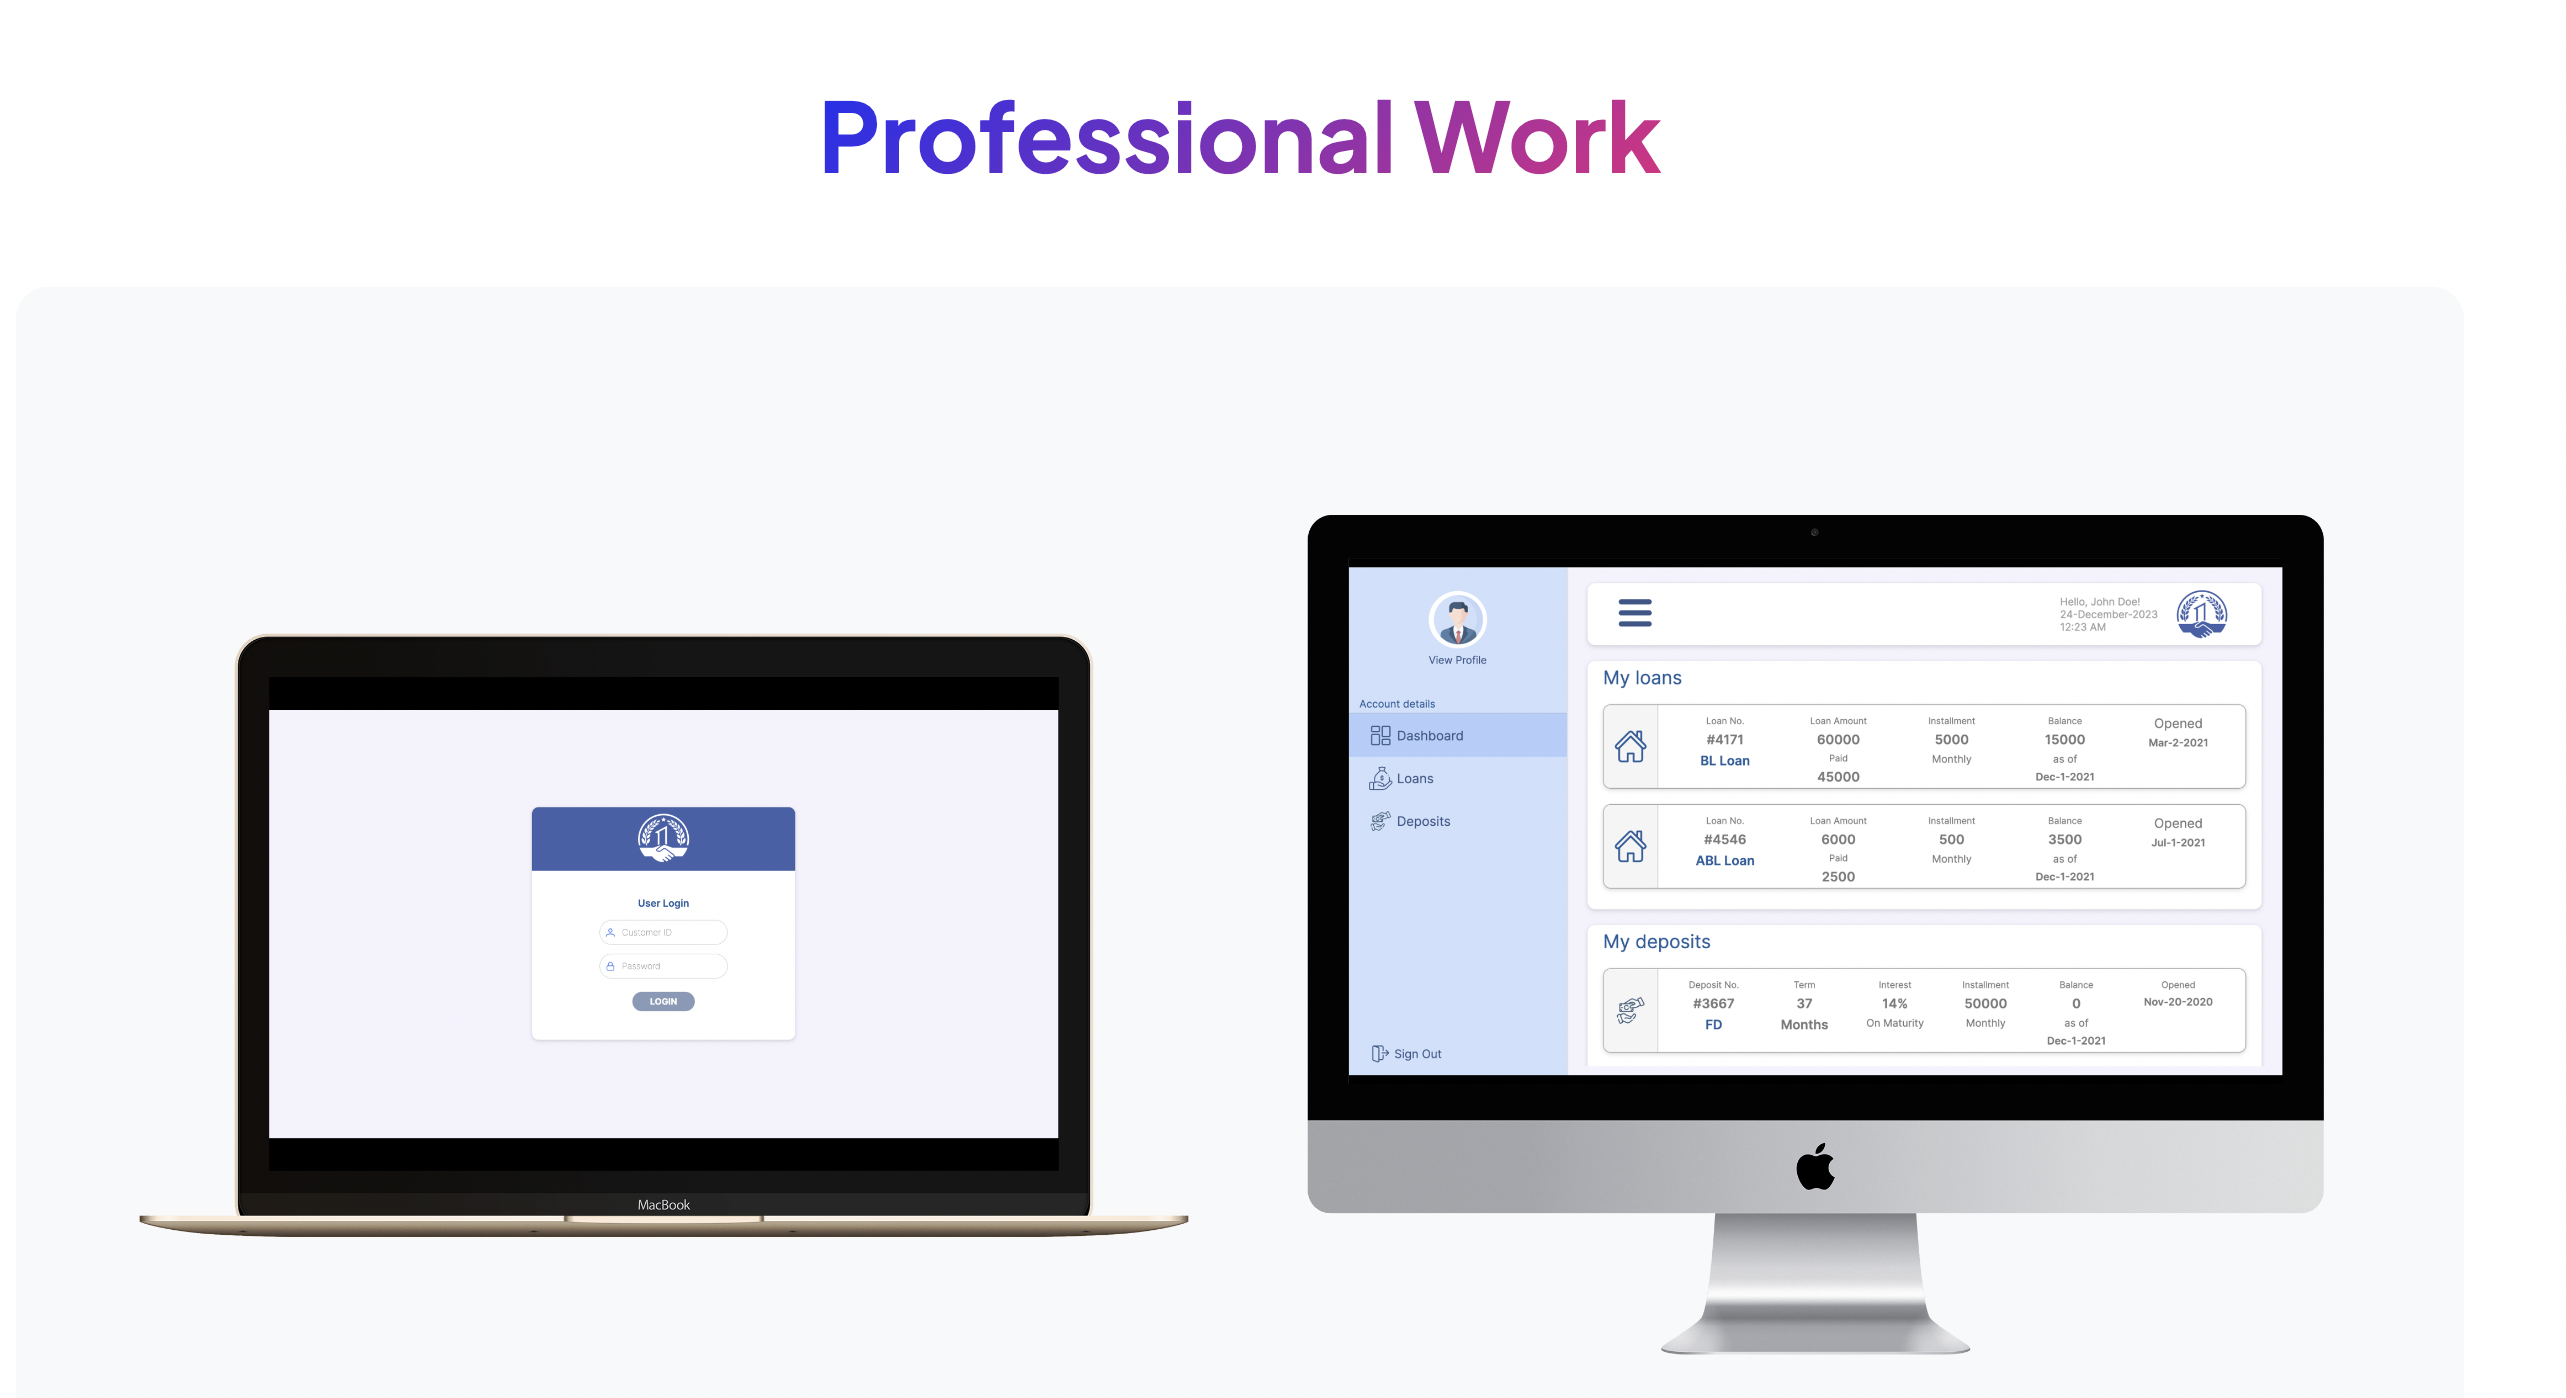 Professional Work
User Login
Customer ID
Password
LOGIN
MacBook
View Profile
Account details
Dashboard
Loans
Deposits
Sign Out
Hello, John Doe!
24-December-2023
12:23 AM
My loans
Loan No. Loan Amount Installment Balance Opened
#4171 60000 5000 15000 Mar-2-2021
BL Loan Paid Monthly as of
45000 Dec-1-2021
Loan No. Loan Amount Installment Balance Opened
#4546 6000 500 3500 Jul-1-2021
ABL Loan Paid Monthly as of
2500 Dec-1-2021
My deposits
Deposit No. Term Interest Installment Balance Opened
#3667 37 14% 50000 0 Nov-20-2020
FD Months On Maturity Monthly as of
Dec-1-2021